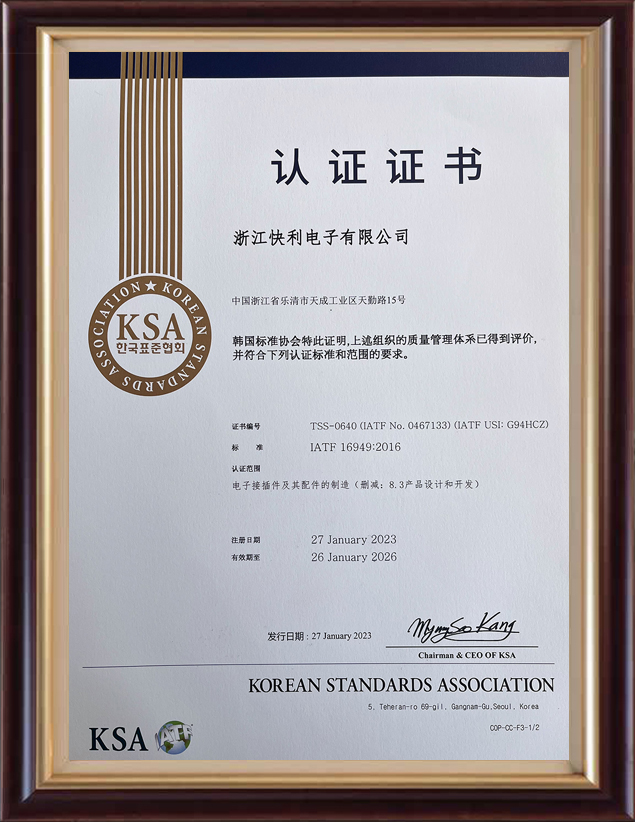 认证证书
浙江快利电子有限公司
中国浙江省乐清市天成工业区天勤路15号
KOREAN STANDARDS ASSOCIATION
KSA
한국표준협회
韩国标准协会特此证明,上述组织的质量管理体系已得到评价,
并符合下列认证标准和范围的要求。
证书编号 TSS-0640 (IATF No. 0467133) (IATF USI: G94HCZ)
标 准 IATF 16949:2016
认证范围
电子接插件及其配件的制造（删减：8.3产品设计和开发）
注册日期 27 January 2023
有效期至 26 January 2026
发行日期 : 27 January 2023
MyungSoo Kang
Chairman & CEO OF KSA
KOREAN STANDARDS ASSOCIATION
5, Teheran-ro 69-gil, Gangnam-Gu,Seoul, Korea
COP-CC-F3-1/2
KSA IATF